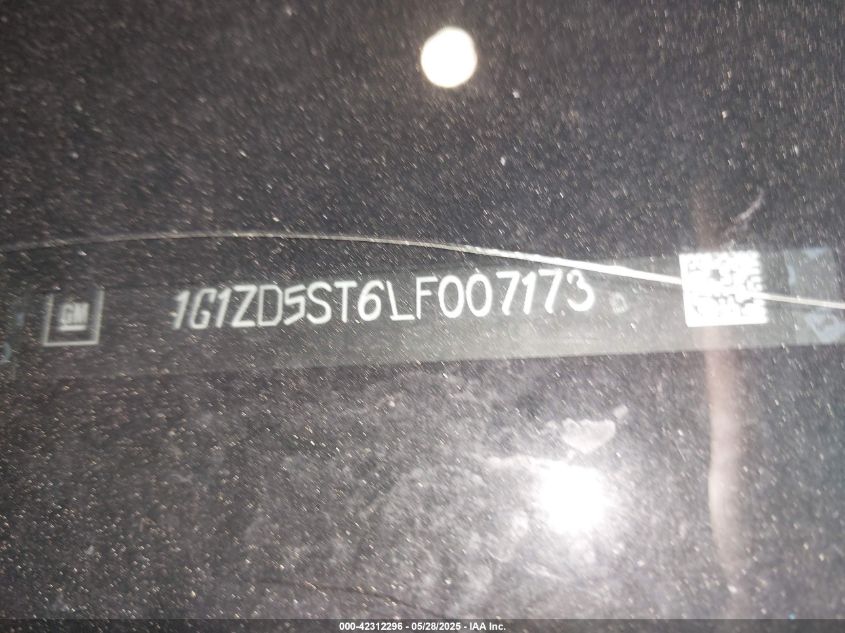 GM
1G1ZD5ST6LF007173
000-42312296 - 05/28/2025 - IAA Inc.